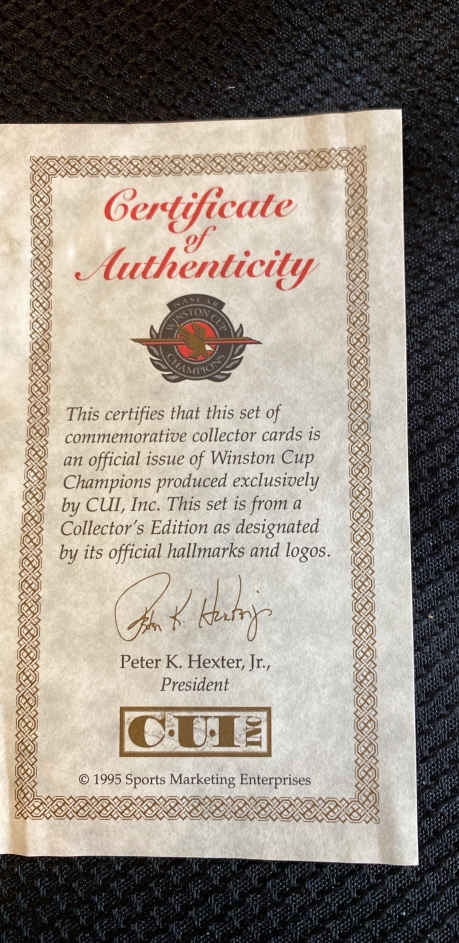 Certificate
of
Authenticity
NASCAR
WINSTON CUP
CHAMPIONS
This certifies that this set of
commemorative collector cards is
an official issue of Winston Cup
Champions produced exclusively
by CUI, Inc. This set is from a
Collector's Edition as designated
by its official hallmarks and logos.
Peter K. Hexter, Jr.,
President
C·U·I INC
© 1995 Sports Marketing Enterprises